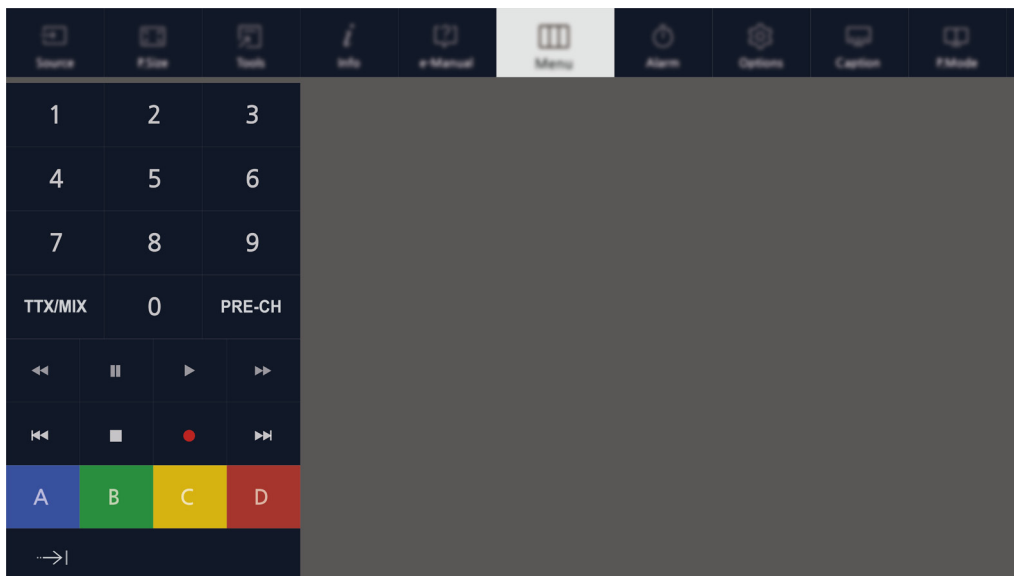 Source P.Size Tools Info e-Manual Menu Alarm Options Caption P.Mode
1 2 3
4 5 6
7 8 9
TTX/MIX 0 PRE-CH
A B C D